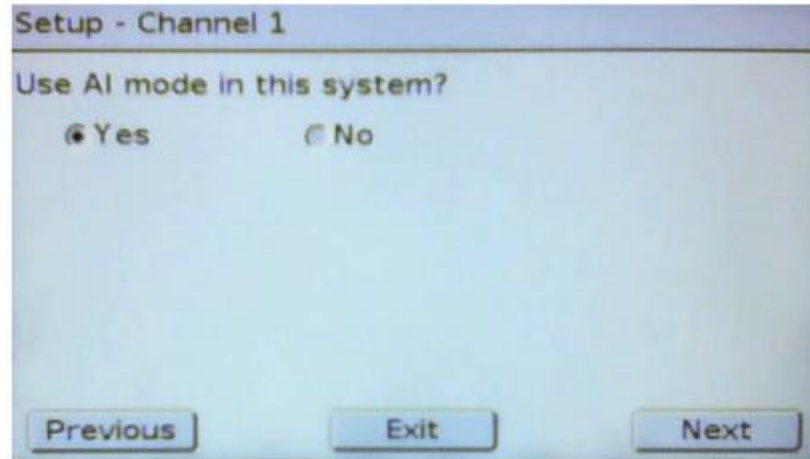 Setup - Channel 1
Use AI mode in this system?
Yes No
Previous Exit Next